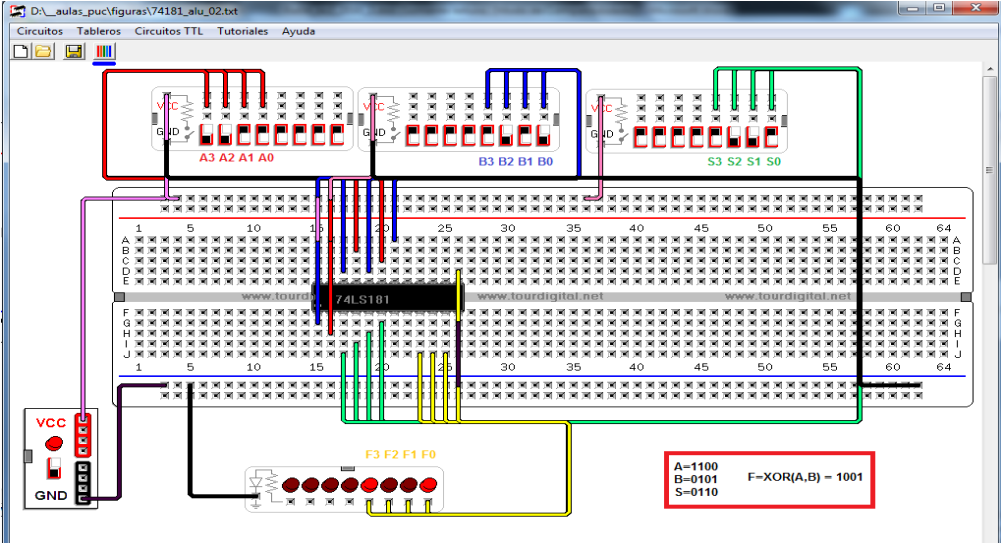 D:\__aulas_puc\figuras\74181_alu_02.txt
Circuitos Tableros Circuitos TTL Tutoriales Ayuda
VCC VCC VCC
GND GND GND
A3 A2 A1 A0 B3 B2 B1 B0 S3 S2 S1 S0
1 5 10 15 20 30 35 40 45 50 55 60 64
A A
B B
C C
D D
E E
www.tourd 74LS181 www.tourdigital.net www.tourdigital.net
F F
G G
H H
I I
J J
1 5 10 15 20 25 30 35 40 45 50 55 60 64
VCC
GND
F3 F2 F1 F0
A=1100
B=0101
S=0110
F=XOR(A,B) = 1001